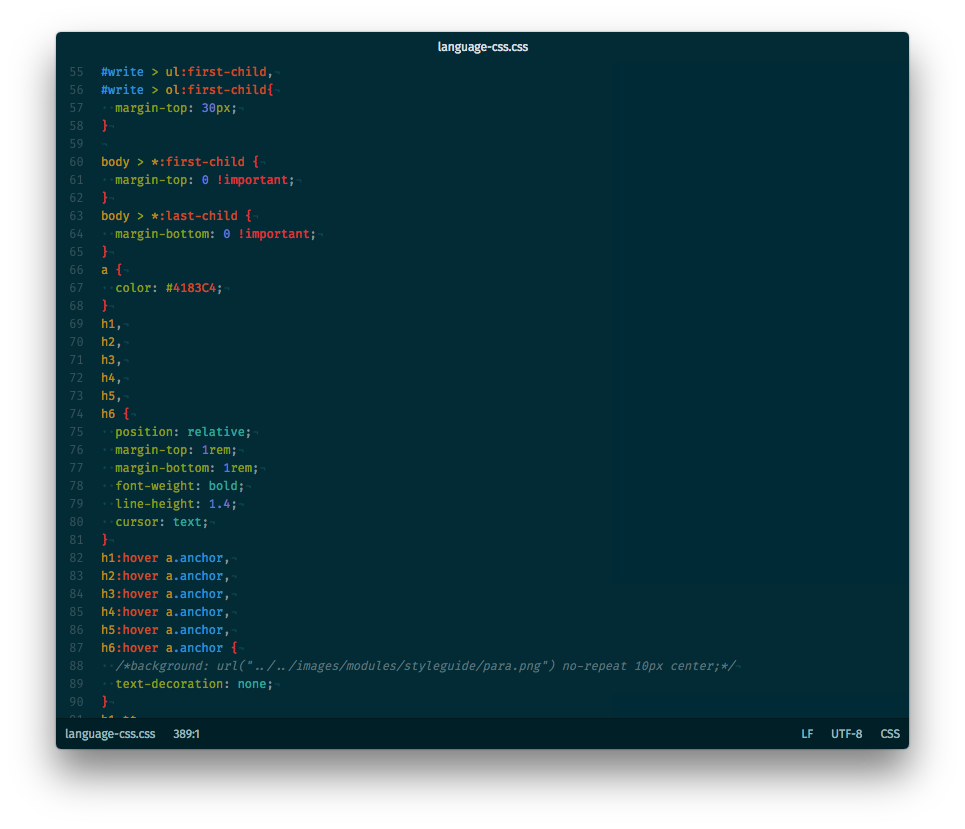 language-css.css
55 #write > ul:first-child,¬
56 #write > ol:first-child{¬
57 ··margin-top: 30px;¬
58 }¬
59 ¬
60 body > *:first-child {¬
61 ··margin-top: 0 !important;¬
62 }¬
63 body > *:last-child {¬
64 ··margin-bottom: 0 !important;¬
65 }¬
66 a {¬
67 ··color: #4183C4;¬
68 }¬
69 h1,¬
70 h2,¬
71 h3,¬
72 h4,¬
73 h5,¬
74 h6 {¬
75 ··position: relative;¬
76 ··margin-top: 1rem;¬
77 ··margin-bottom: 1rem;¬
78 ··font-weight: bold;¬
79 ··line-height: 1.4;¬
80 ··cursor: text;¬
81 }¬
82 h1:hover a.anchor,¬
83 h2:hover a.anchor,¬
84 h3:hover a.anchor,¬
85 h4:hover a.anchor,¬
86 h5:hover a.anchor,¬
87 h6:hover a.anchor {¬
88 ··/*background: url("../../images/modules/styleguide/para.png") no-repeat 10px center;*/¬
89 ··text-decoration: none;¬
90 }¬
language-css.css 389:1 LF UTF-8 CSS